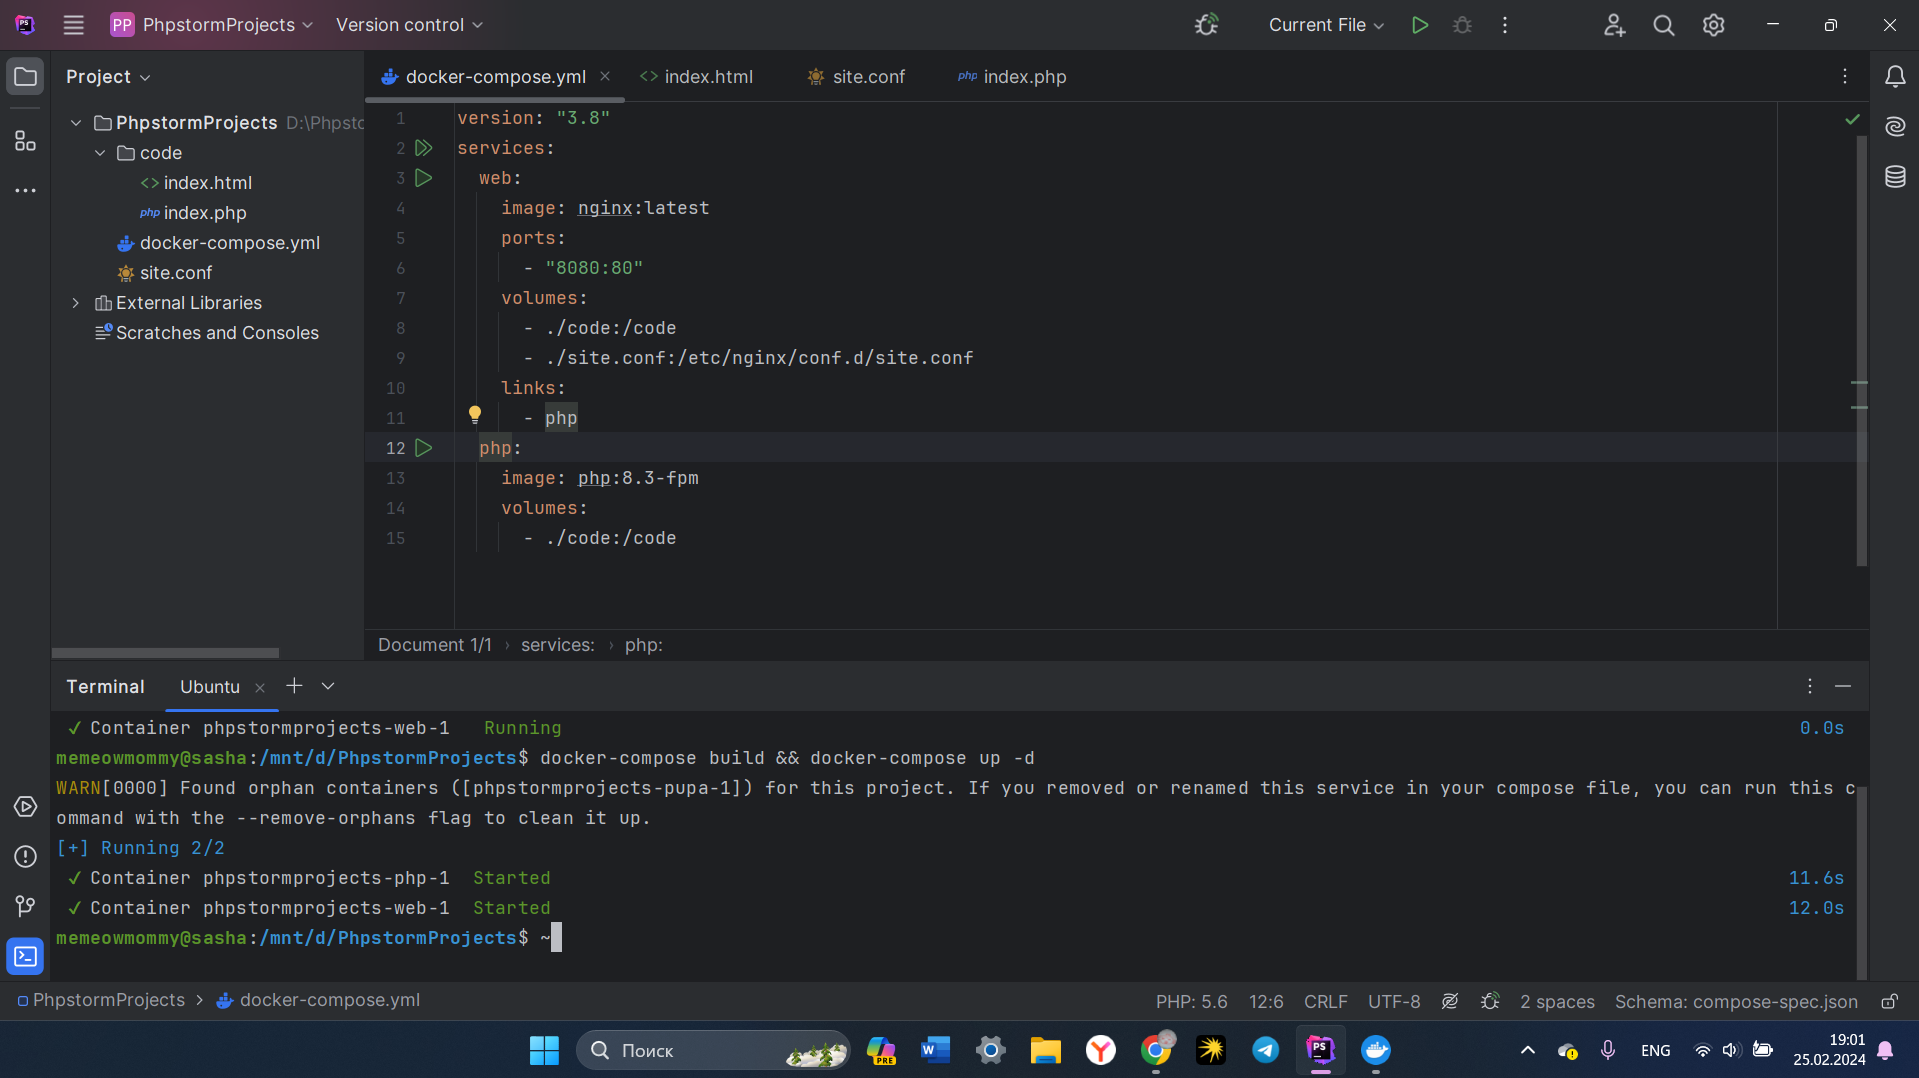 PS
PP PhpstormProjects Version control Current File
Project
docker-compose.yml index.html site.conf php index.php
PhpstormProjects D:\Phpstc
code
<> index.html
php index.php
docker-compose.yml
site.conf
External Libraries
Scratches and Consoles
1 version: "3.8"
2 services:
3 web:
4 image: nginx:latest
5 ports:
6 - "8080:80"
7 volumes:
8 - ./code:/code
9 - ./site.conf:/etc/nginx/conf.d/site.conf
10 links:
11 - php
12 php:
13 image: php:8.3-fpm
14 volumes:
15 - ./code:/code
Document 1/1 › services: › php:
Terminal Ubuntu
✓ Container phpstormprojects-web-1 Running 0.0s
memeowmommy@sasha:/mnt/d/PhpstormProjects$ docker-compose build && docker-compose up -d
WARN[0000] Found orphan containers ([phpstormprojects-pupa-1]) for this project. If you removed or renamed this service in your compose file, you can run this c
ommand with the --remove-orphans flag to clean it up.
[+] Running 2/2
✓ Container phpstormprojects-php-1 Started 11.6s
✓ Container phpstormprojects-web-1 Started 12.0s
memeowmommy@sasha:/mnt/d/PhpstormProjects$ ~
PhpstormProjects › docker-compose.yml PHP: 5.6 12:6 CRLF UTF-8 2 spaces Schema: compose-spec.json
Поиск PRE W PS ENG 19:01
25.02.2024